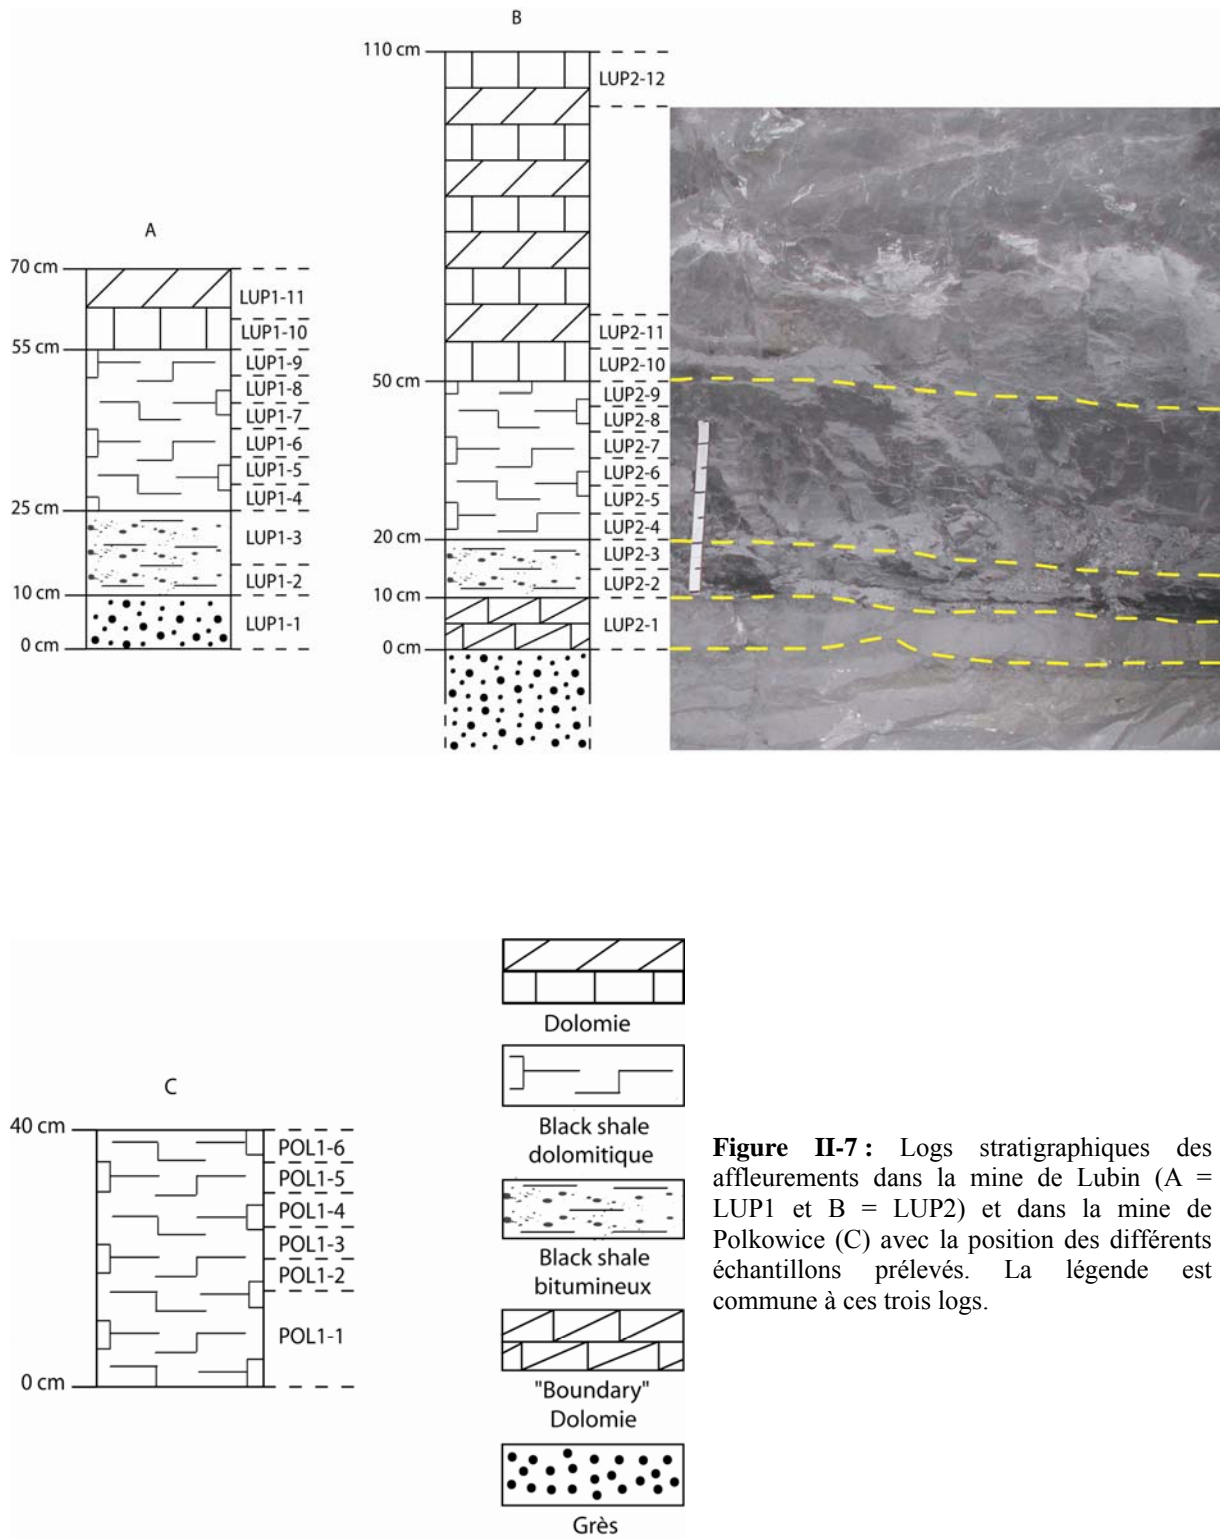 B
110 cm
LUP2-12
A
70 cm
LUP1-11
LUP1-10
55 cm
LUP1-9
LUP1-8
LUP1-7
LUP1-6
LUP1-5
LUP1-4
25 cm
LUP1-3
LUP1-2
10 cm
LUP1-1
0 cm
LUP2-11
LUP2-10
50 cm
LUP2-9
LUP2-8
LUP2-7
LUP2-6
LUP2-5
LUP2-4
20 cm
LUP2-3
LUP2-2
10 cm
LUP2-1
0 cm
C
40 cm
POL1-6
POL1-5
POL1-4
POL1-3
POL1-2
POL1-1
0 cm
Dolomie
Black shale
dolomitique
Black shale
bitumineux
"Boundary"
Dolomie
Grès
Figure II-7 : Logs stratigraphiques des
affleurements dans la mine de Lubin (A =
LUP1 et B = LUP2) et dans la mine de
Polkowice (C) avec la position des différents
échantillons prélevés. La légende est
commune à ces trois logs.